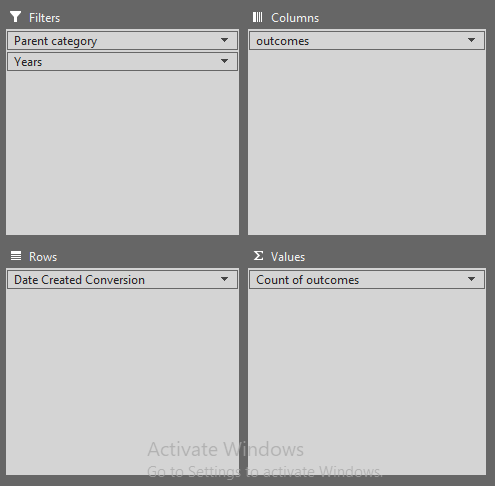 Filters
Parent category
Years
Columns
outcomes
Rows
Date Created Conversion
Σ Values
Count of outcomes
Activate Windows
Go to Settings to activate Windows.